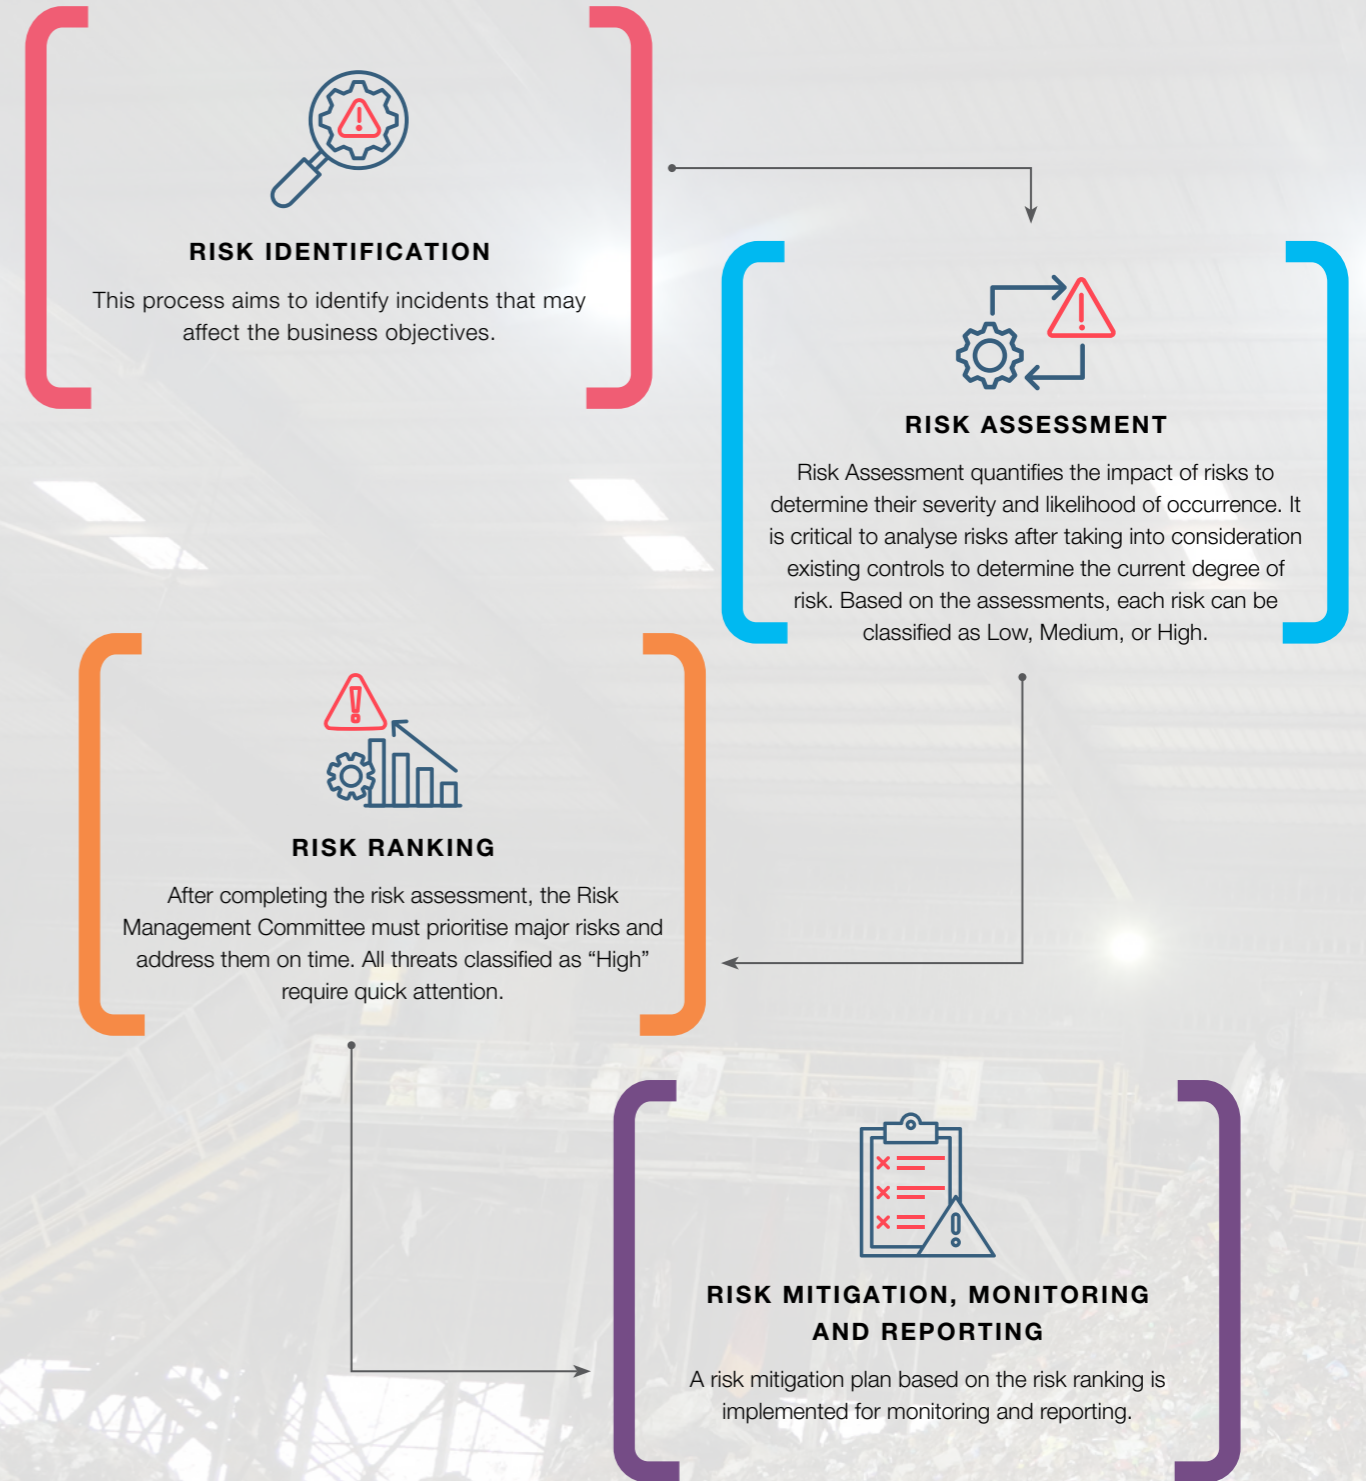 RISK IDENTIFICATION
This process aims to identify incidents that may
affect the business objectives.
RISK ASSESSMENT
Risk Assessment quantifies the impact of risks to
determine their severity and likelihood of occurrence. It
is critical to analyse risks after taking into consideration
existing controls to determine the current degree of
risk. Based on the assessments, each risk can be
classified as Low, Medium, or High.
RISK RANKING
After completing the risk assessment, the Risk
Management Committee must prioritise major risks and
address them on time. All threats classified as “High”
require quick attention.
RISK MITIGATION, MONITORING
AND REPORTING
A risk mitigation plan based on the risk ranking is
implemented for monitoring and reporting.